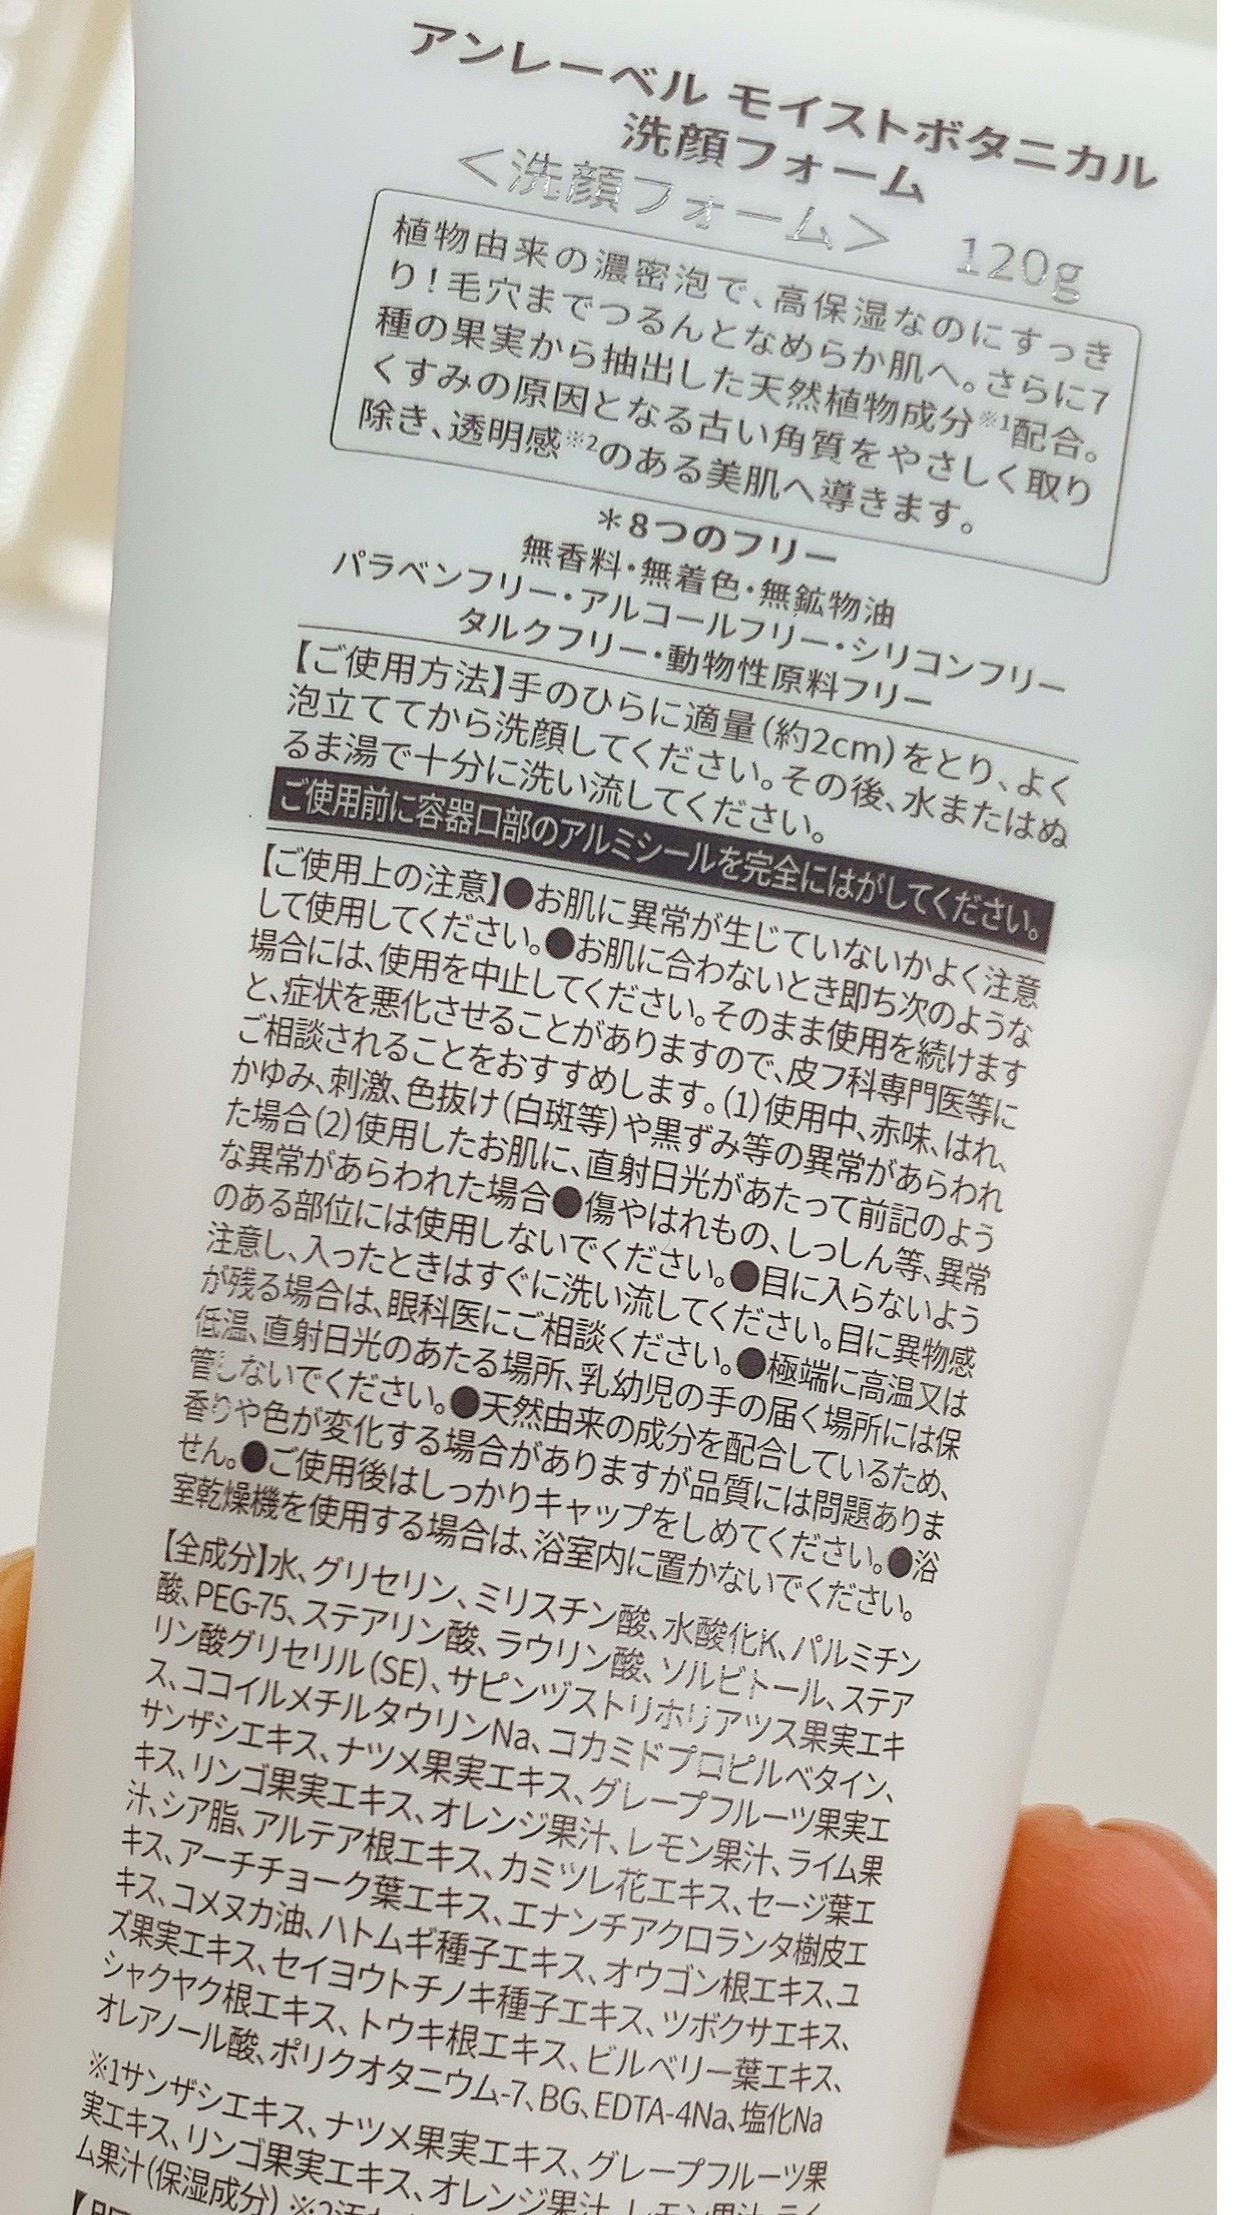 アンレーベル モイストボタニカル
洗顔フォーム
＜洗顔フォーム＞ 120g
植物由来の濃密泡で、高保湿なのにすっき
り！毛穴までつるんとなめらか肌へ。さらに7
種の果実から抽出した天然植物成分※1配合。
くすみの原因となる古い角質をやさしく取り
除き、透明感※2のある美肌へ導きます。
＊8つのフリー
無香料・無着色・無鉱物油
パラベンフリー・アルコールフリー・シリコンフリー
タルクフリー・動物性原料フリー
【ご使用方法】手のひらに適量（約2cm）をとり、よく
泡立ててから洗顔してください。その後、水またはぬ
るま湯で十分に洗い流してください。
ご使用前に容器口部のアルミシールを完全にはがしてください。
【ご使用上の注意】●お肌に異常が生じていないかよく注意
して使用してください。●お肌に合わないとき即ち次のような
場合には、使用を中止してください。そのまま使用を続けます
と、症状を悪化させることがありますので、皮フ科専門医等に
ご相談されることをおすすめします。（1）使用中、赤味、はれ、
かゆみ、刺激、色抜け（白斑等）や黒ずみ等の異常があらわれ
た場合（2）使用したお肌に、直射日光があたって前記のよう
な異常があらわれた場合●傷やはれもの、しっしん等、異常
のある部位には使用しないでください。●目に入らないよう
注意し、入ったときはすぐに洗い流してください。目に異物感
が残る場合は、眼科医にご相談ください。●極端に高温又は
低温、直射日光のあたる場所、乳幼児の手の届く場所には保
管しないでください。●天然由来の成分を配合しているため、
香りや色が変化する場合がありますが品質には問題ありま
せん。●ご使用後はしっかりキャップをしめてください。●浴
室乾燥機を使用する場合は、浴室内に置かないでください。
【全成分】水、グリセリン、ミリスチン酸、水酸化K、パルミチン
酸、PEG-75、ステアリン酸、ラウリン酸、ソルビトール、ステア
リン酸グリセリル（SE）、サピンヅストリホリアツス果実エキ
ス、ココイルメチルタウリンNa、コカミドプロピルベタイン、
サンザシエキス、ナツメ果実エキス、グレープフルーツ果実エ
キス、リンゴ果実エキス、オレンジ果汁、レモン果汁、ライム果
汁、シア脂、アルテア根エキス、カミツレ花エキス、セージ葉エ
キス、アーチチョーク葉エキス、エナンチアクロランタ樹皮エ
キス、コメヌカ油、ハトムギ種子エキス、オウゴン根エキス、ユ
ズ果実エキス、セイヨウトチノキ種子エキス、ツボクサエキス、
シャクヤク根エキス、トウキ根エキス、ビルベリー葉エキス、
オレアノール酸、ポリクオタニウム-7、BG、EDTA-4Na、塩化Na
※1サンザシエキス、ナツメ果実エキス、グレープフルーツ果
実エキス、リンゴ果実エキス、オレンジ果汁、レモン果汁、ライ
ム果汁（保湿成分） ※2汚れ